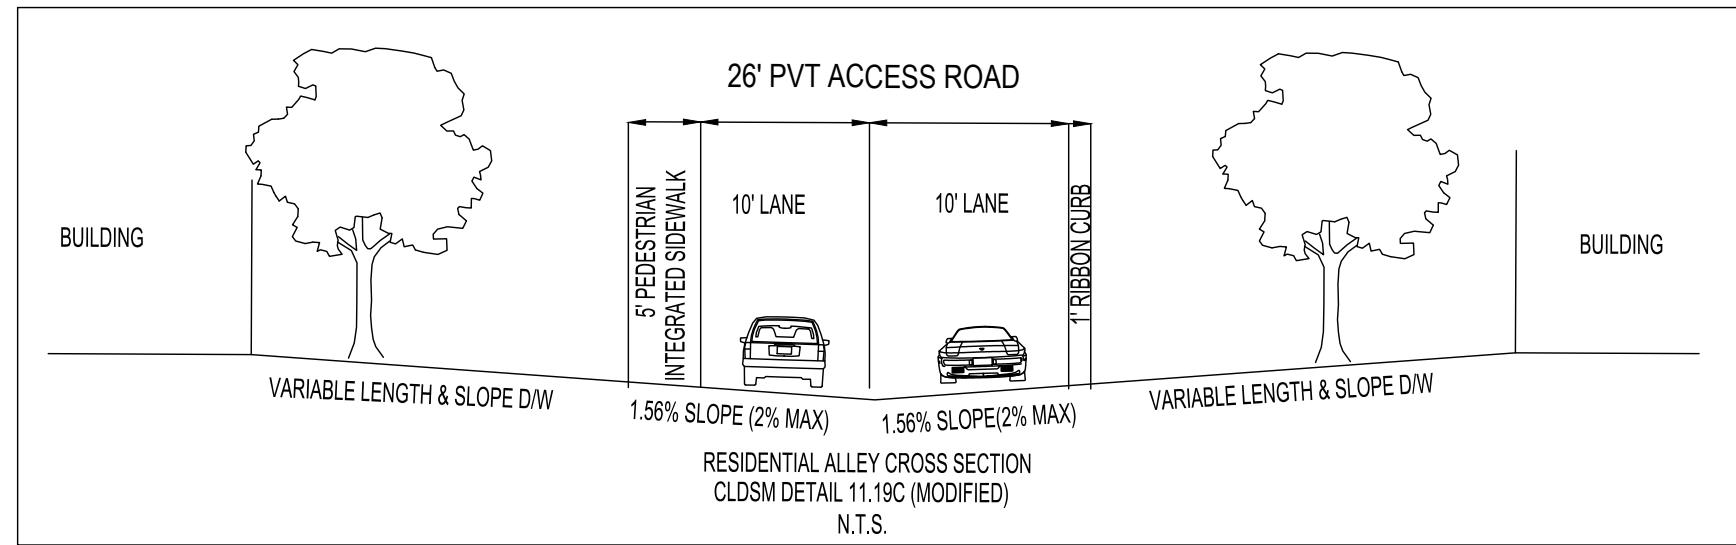 26' PVT ACCESS ROAD
BUILDING
5' PEDESTRIAN
INTEGRATED SIDEWALK
10' LANE
10' LANE
1' RIBBON CURB
BUILDING
VARIABLE LENGTH & SLOPE D/W
1.56% SLOPE (2% MAX)
1.56% SLOPE(2% MAX)
VARIABLE LENGTH & SLOPE D/W
RESIDENTIAL ALLEY CROSS SECTION
CLDSM DETAIL 11.19C (MODIFIED)
N.T.S.